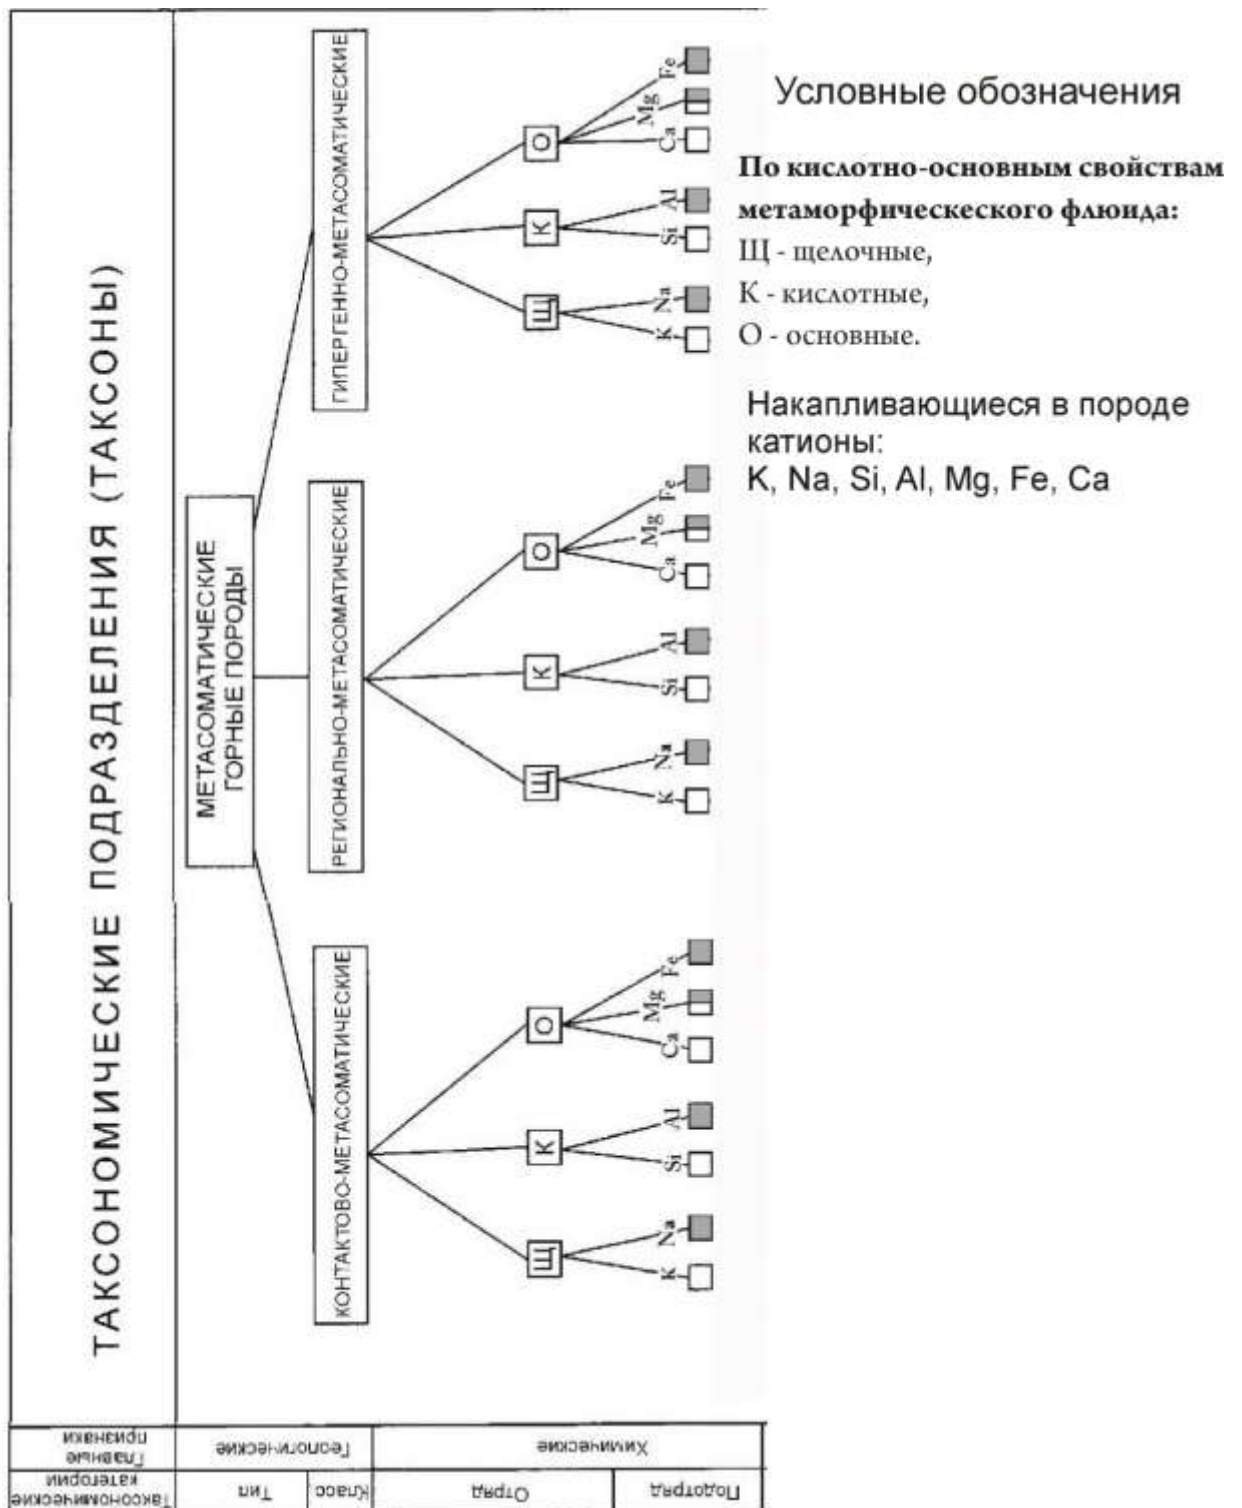 ТАКСОНОМИЧЕСКИЕ ПОДРАЗДЕЛЕНИЯ (ТАКСОНЫ)
МЕТАСОМАТИЧЕСКИЕ
ГОРНЫЕ ПОРОДЫ
КОНТАКТОВО-МЕТАСОМАТИЧЕСКИЕ
РЕГИОНАЛЬНО-МЕТАСОМАТИЧЕСКИЕ
ГИПЕРГЕННО-МЕТАСОМАТИЧЕСКИЕ
Щ К О
Щ К О
Щ К О
K Na Si Al Ca Mg Fe
K Na Si Al Ca Mg Fe
K Na Si Al Ca Mg Fe
Главные
признаки
Геологические
Химические
Таксономические
категории
Тип
Класс
Отряд
Подотряд
Условные обозначения
По кислотно-основным свойствам
метаморфическеского флюида:
Щ - щелочные,
К - кислотные,
О - основные.
Накапливающиеся в породе
катионы:
K, Na, Si, Al, Mg, Fe, Ca